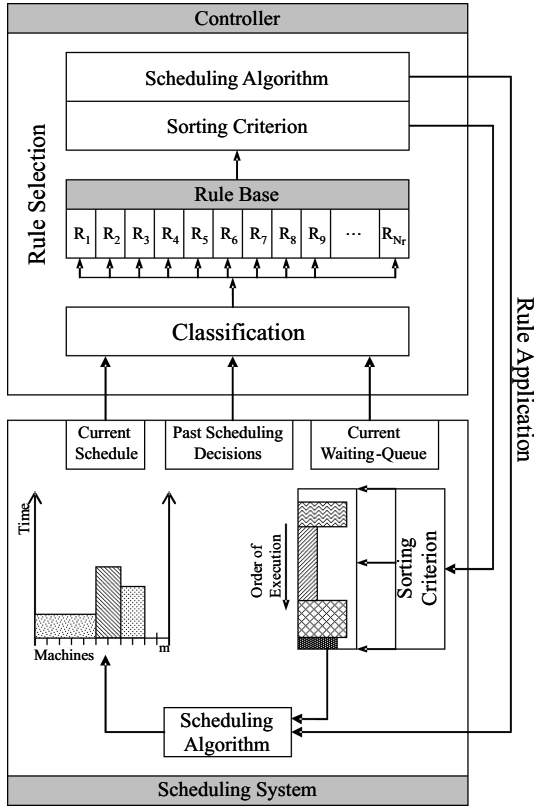 Controller
Scheduling Algorithm
Sorting Criterion
Rule Selection
Rule Base
R1 R2 R3 R4 R5 R6 R7 R8 R9 ... RNr
Classification
Rule Application
Current
Schedule
Past Scheduling
Decisions
Current
Waiting-Queue
Time
Machines
m
Order of
Execution
Sorting
Criterion
Scheduling
Algorithm
Scheduling System